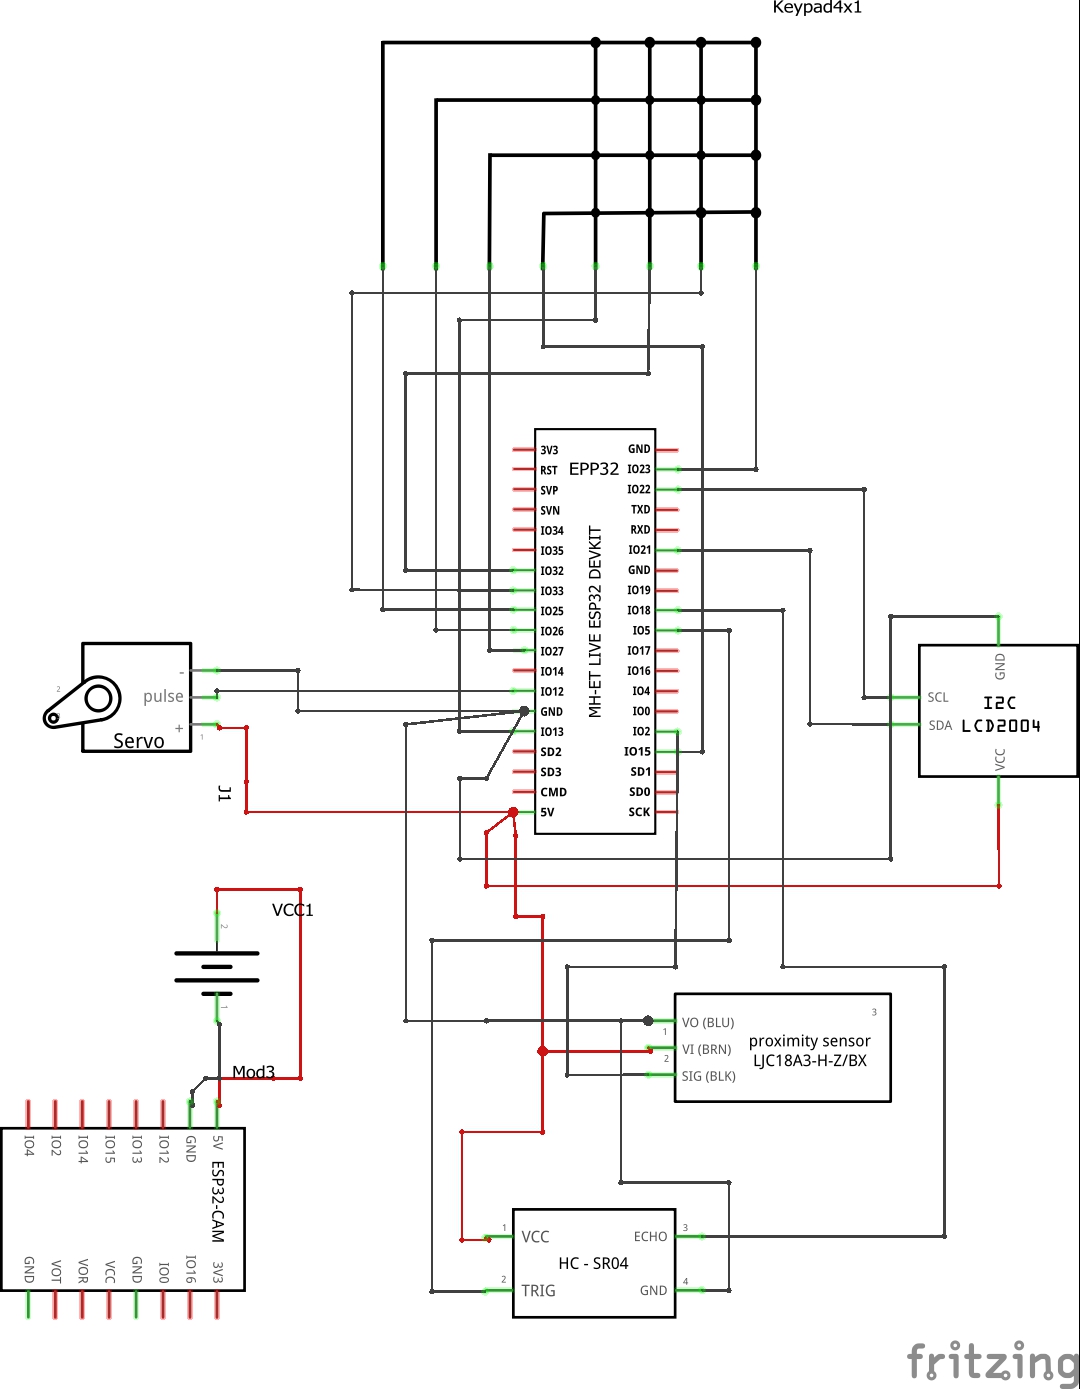 Keypad4x1
3V3
GND
EPP32
RST
IO23
SVP
IO22
SVN
TXD
IO34
RXD
IO35
IO21
IO32
GND
IO33
IO19
IO25
IO18
IO26
IO5
IO27
IO17
IO14
IO16
IO12
IO4
GND
IO0
IO13
IO2
SD2
IO15
SD3
SD1
CMD
SD0
5V
SCK
MH-ET LIVE ESP32 DEVKIT
-
2
pulse
+
1
Servo
J1
GND
SCL
I2C
SDA
LCD2004
VCC
VCC1
2
1
Mod3
IO4
IO2
IO14
IO15
IO13
IO12
GND
5V
ESP32-CAM
GND
VOT
VOR
VCC
GND
IO0
IO16
3V3
3
VO (BLU)
1
proximity sensor
VI (BRN)
LJC18A3-H-Z/BX
2
SIG (BLK)
1
VCC
ECHO
3
HC - SR04
2
TRIG
GND
4
fritzing